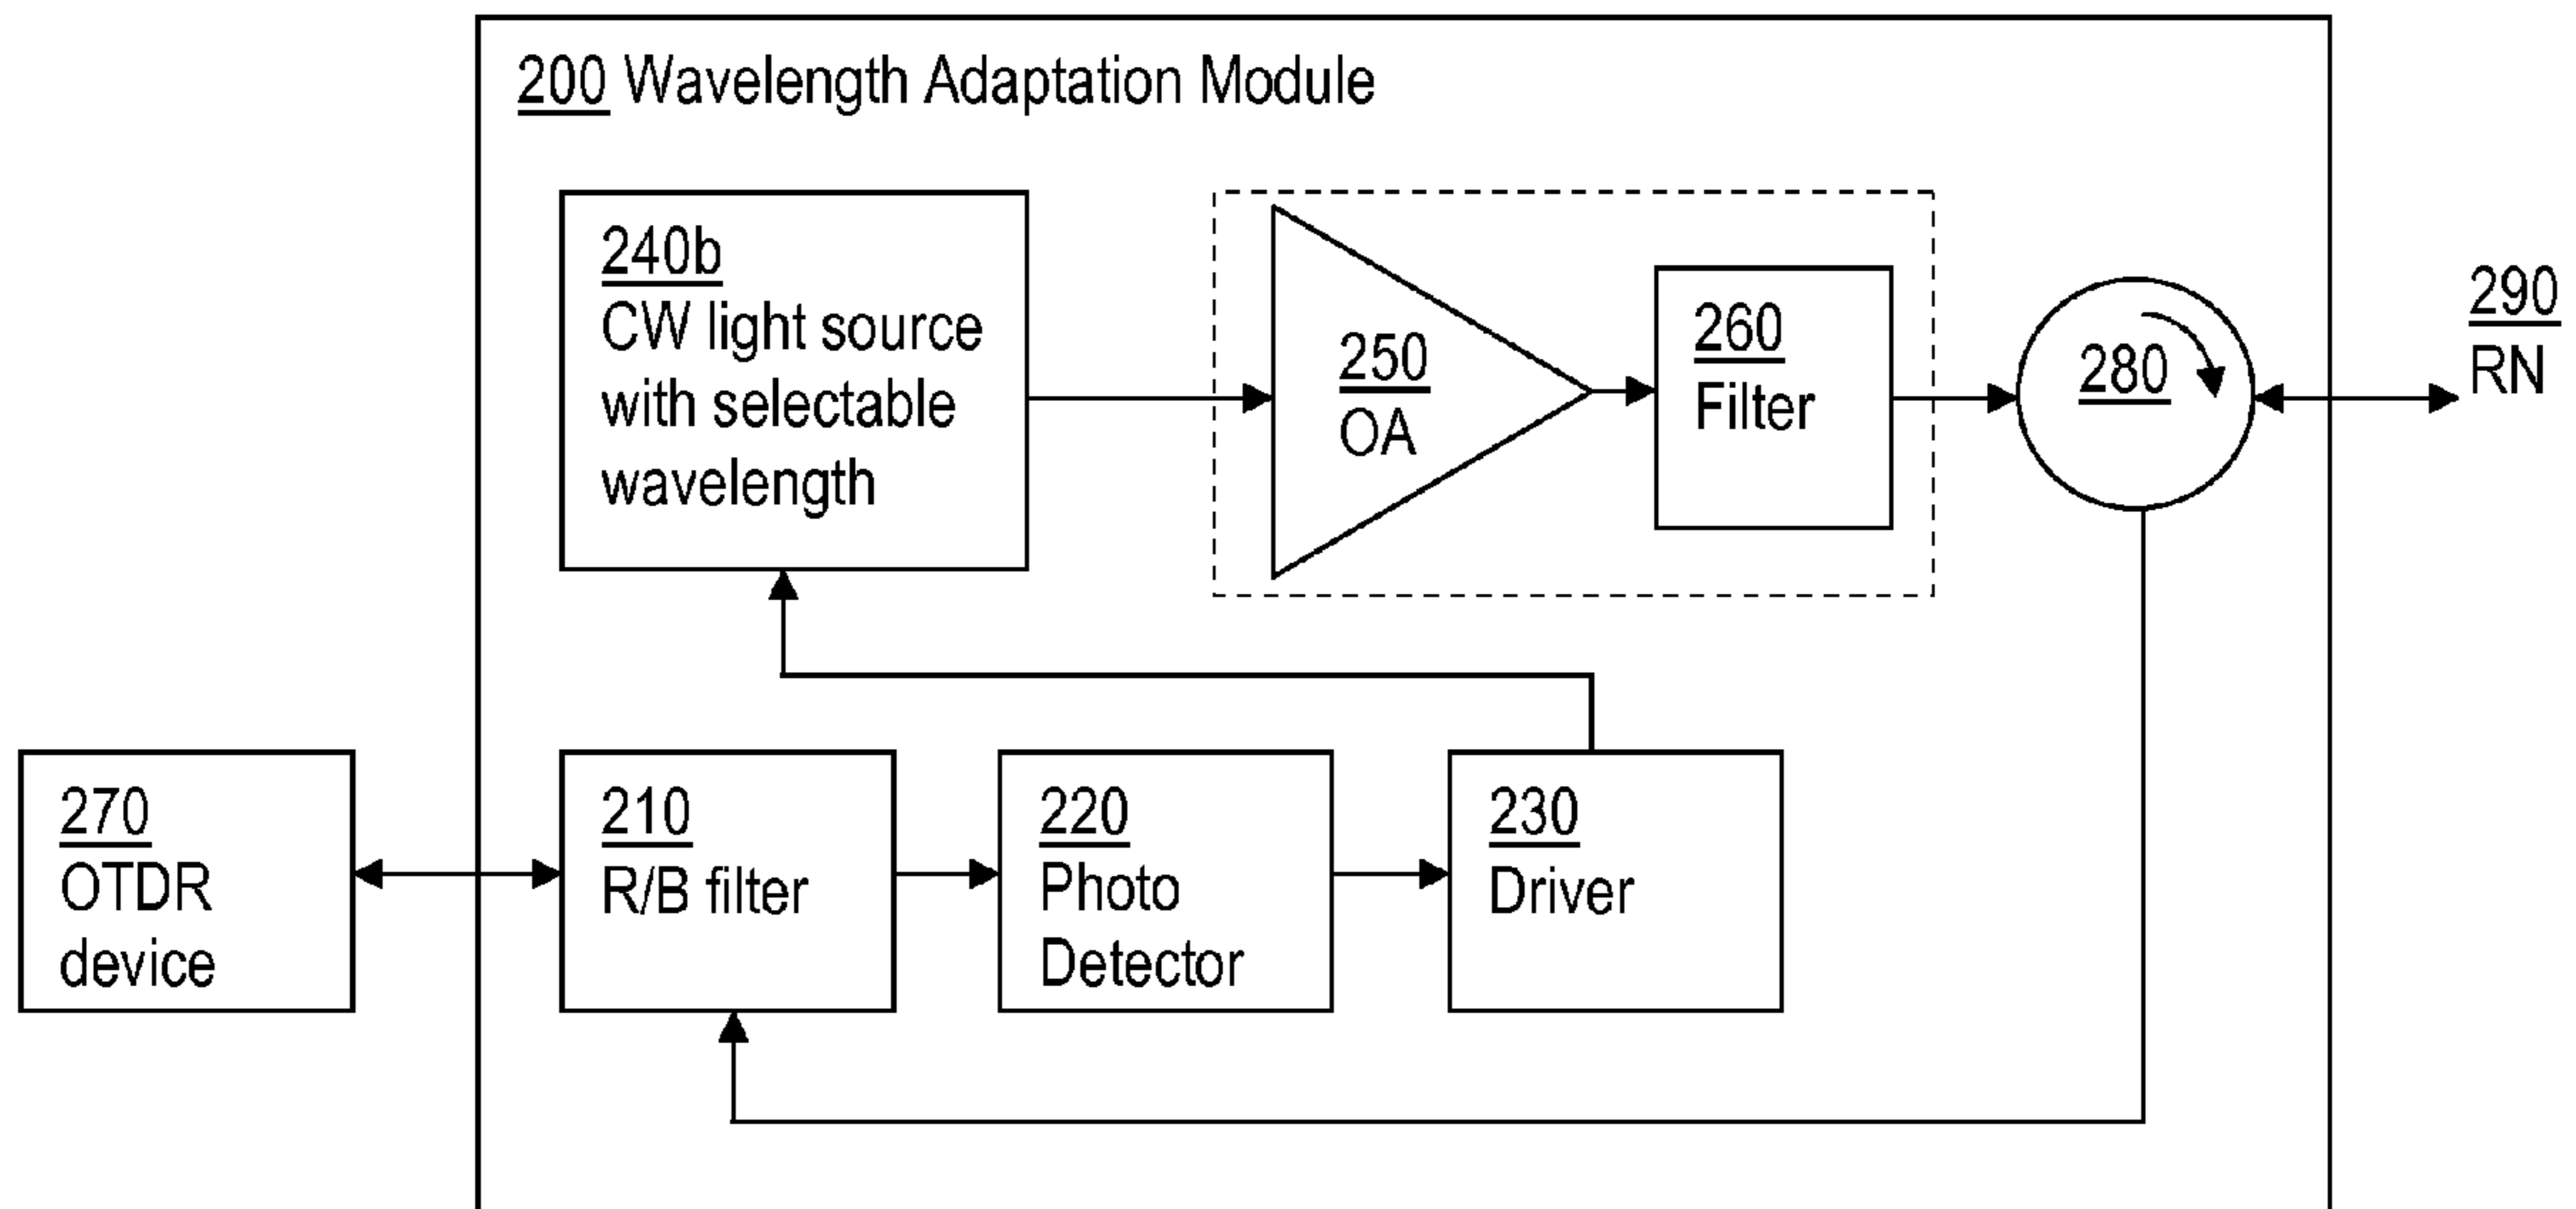 200 Wavelength Adaptation Module
240b
CW light source
with selectable
wavelength
250
OA
260
Filter
280
290
RN
270
OTDR
device
210
R/B filter
220
Photo
Detector
230
Driver